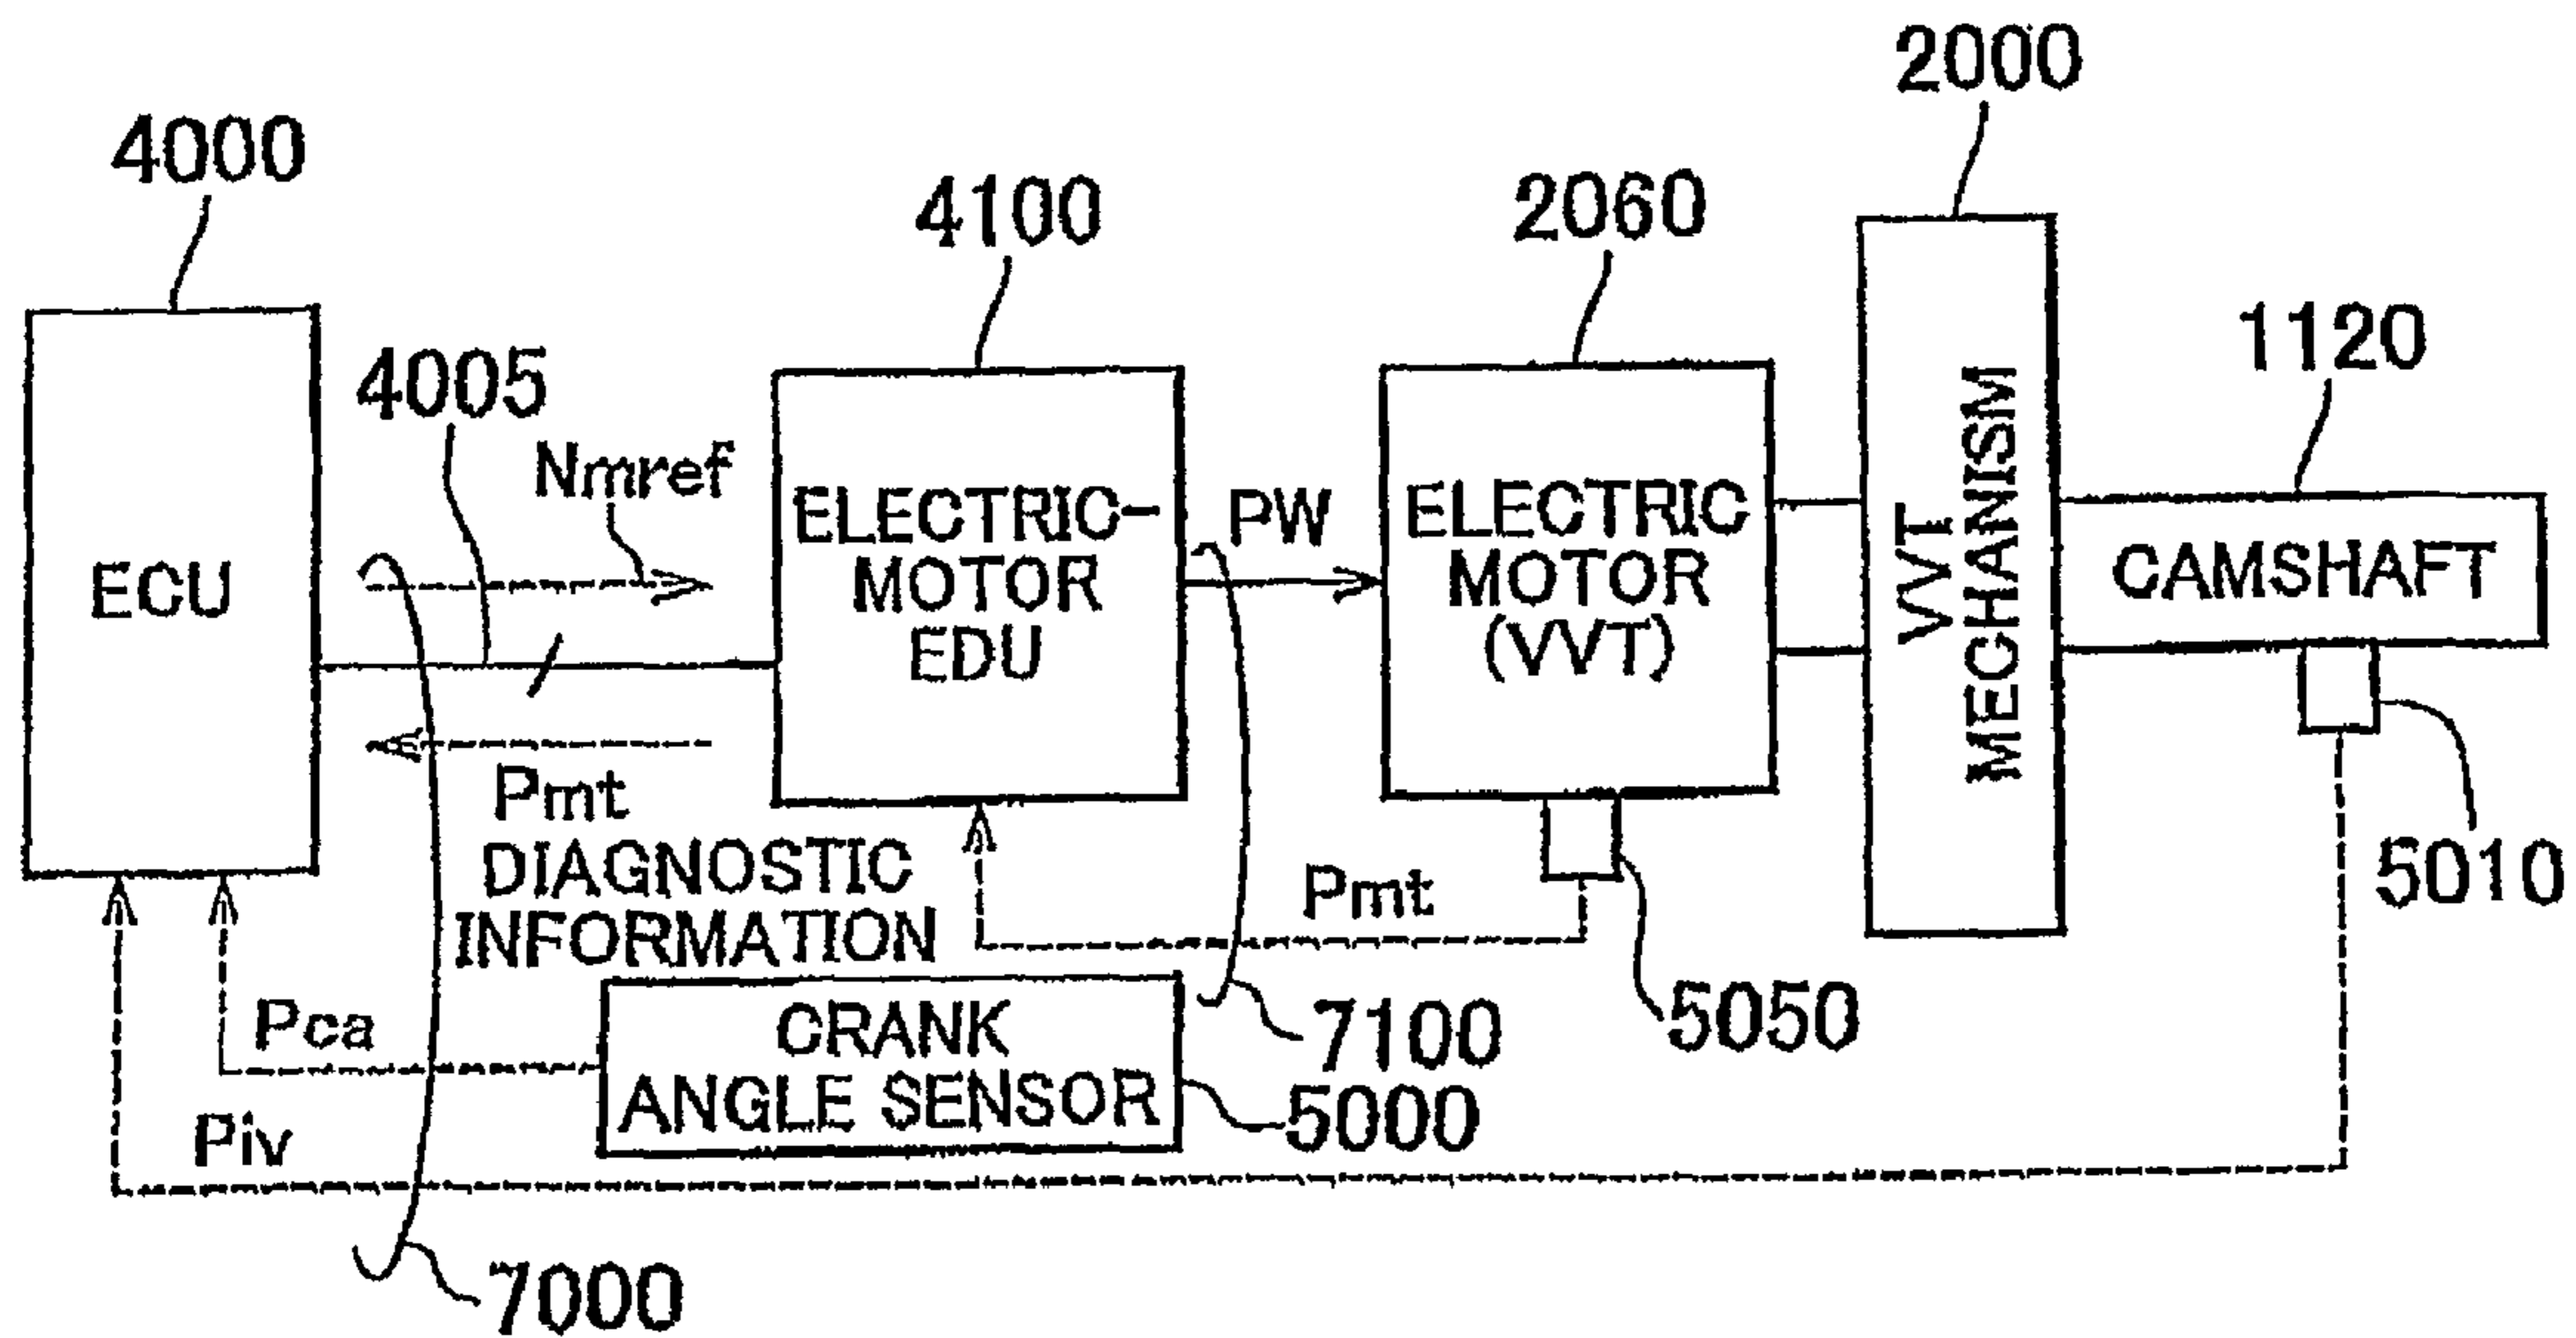 2000
4000
4100
2060
1120
4005
Nmref
ELECTRIC-
MOTOR
EDU
PW
ELECTRIC
MOTOR
(VVT)
VVT
MECHANISM
CAMSHAFT
ECU
Pmt
DIAGNOSTIC
INFORMATION
Pmt
5010
5050
Pca
CRANK
ANGLE SENSOR
7100
5000
Piv
7000